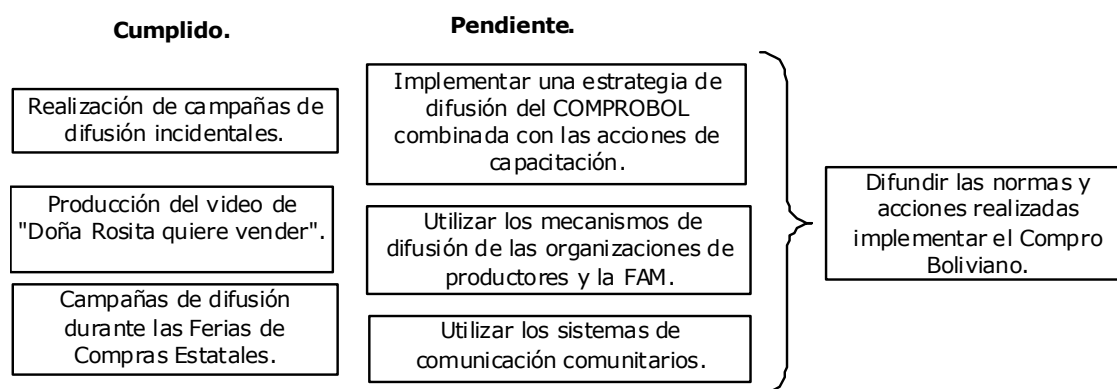 Cumplido.
Realización de campañas de
difusión incidentales.
Producción del video de
"Doña Rosita quiere vender".
Campañas de difusión
durante las Ferias de
Compras Estatales.
Pendiente.
Implementar una estrategia de
difusión del COMPROBOL
combinada con las acciones de
capacitación.
Utilizar los mecanismos de
difusión de las organizaciones de
productores y la FAM.
Utilizar los sistemas de
comunicación comunitarios.
Difundir las normas y
acciones realizadas
implementar el Compro
Boliviano.